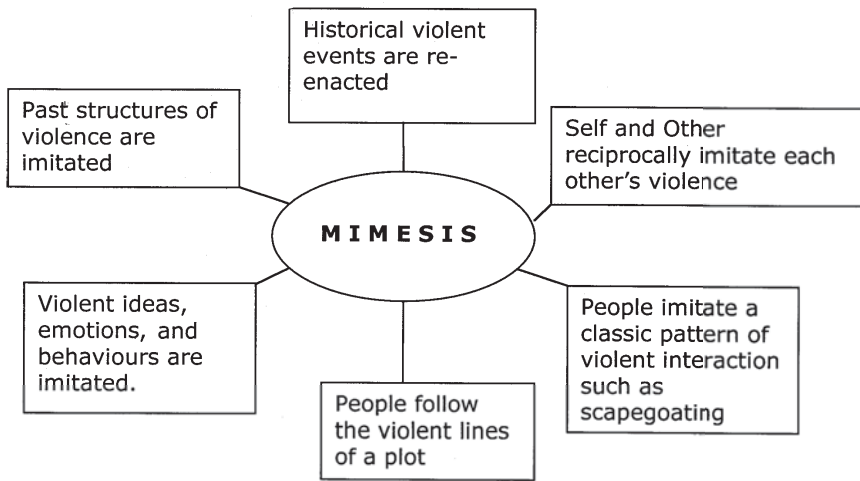 Historical violent
events are re-
enacted
Past structures of
violence are
imitated
Self and Other
reciprocally imitate each
other's violence
MIMESIS
Violent ideas,
emotions, and
behaviours are
imitated.
People imitate a
classic pattern of
violent interaction
such as
scapegoating
People follow
the violent lines
of a plot